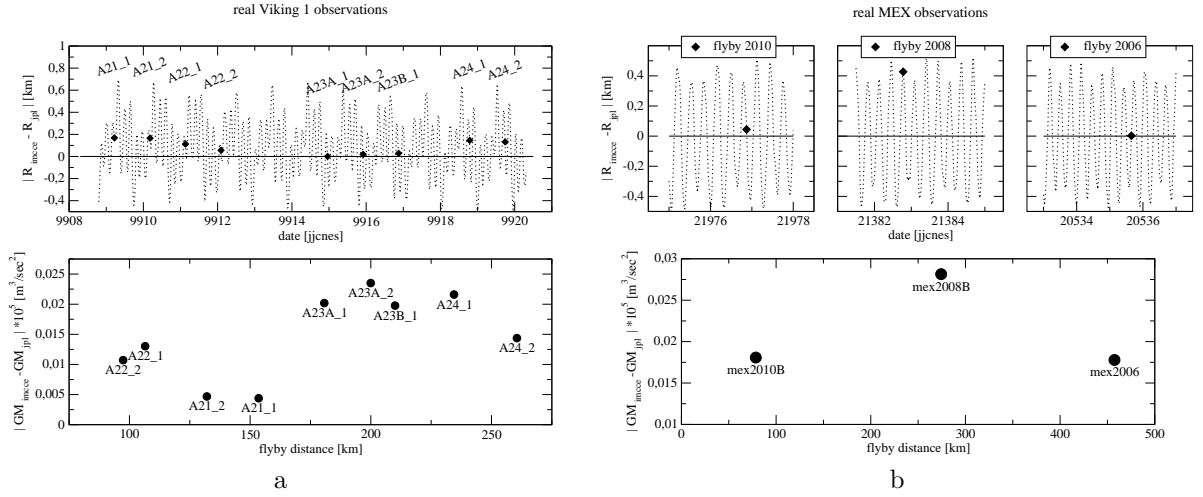 real Viking 1 observations
| R_imcce - R_jpl | [km]
1
0,8
0,6
0,4
0,2
0
-0,2
-0,4
A21_1
A21_2
A22_1
A22_2
A23A_1
A23A_2
A23B_1
A24_1
A24_2
9908
9910
9912
9914
9916
9918
9920
date [jjcnes]
| GM_imcce -GM_jpl | *10^5 [m^3/sec^2]
0,025
0,02
0,015
0,01
0,005
0
A22_2
A22_1
A21_2
A21_1
A23A_1
A23A_2
A23B_1
A24_1
A24_2
100
150
200
250
flyby distance [km]
a
real MEX observations
flyby 2010
flyby 2008
flyby 2006
| R_imcce -R_jpl | [km]
0,4
0,2
0
-0,2
-0,4
21976
21978
21382
21384
20534
20536
date [jjcnes]
| GM_imcce -GM_jpl | *10^5 [m^3/sec^2]
0,03
0,025
0,02
0,015
0,01
mex2010B
mex2008B
mex2006
0
100
200
300
400
500
flyby distance [km]
b